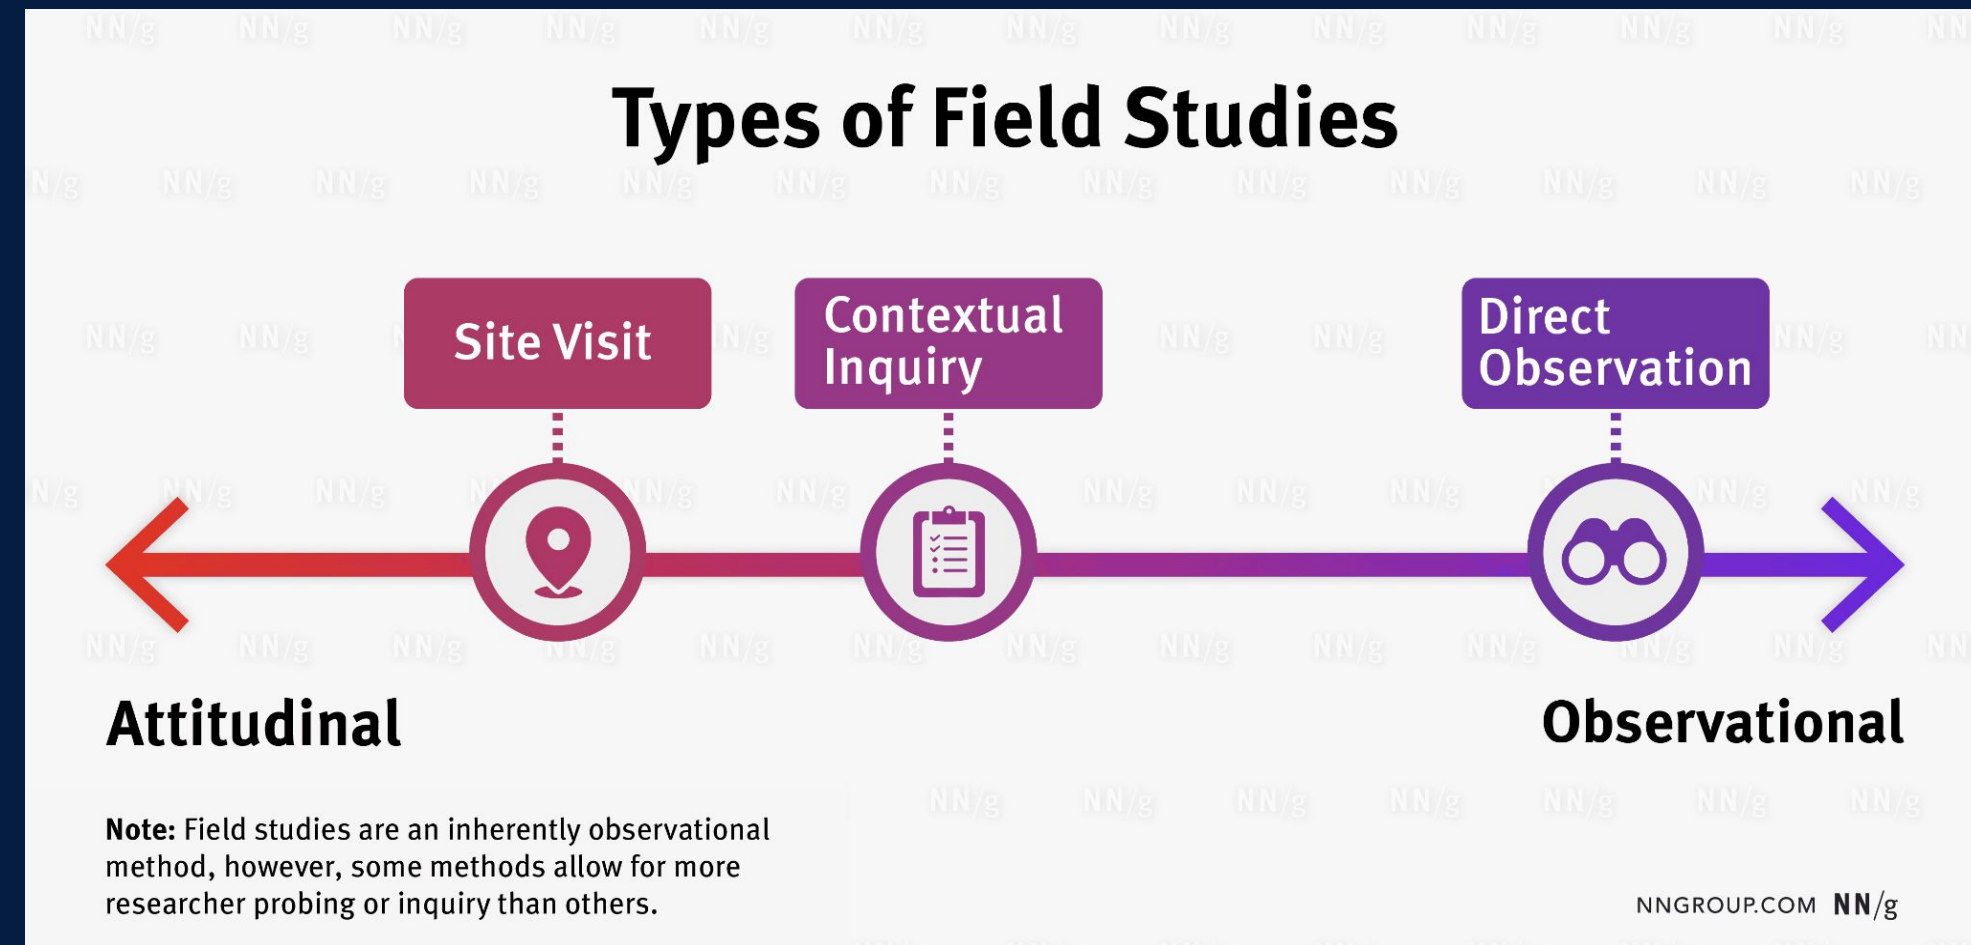 Types of Field Studies
Site Visit
Contextual
Inquiry
Direct
Observation
Attitudinal
Observational
Note: Field studies are an inherently observational
method, however, some methods allow for more
researcher probing or inquiry than others.
NNGROUP.COM NN/g